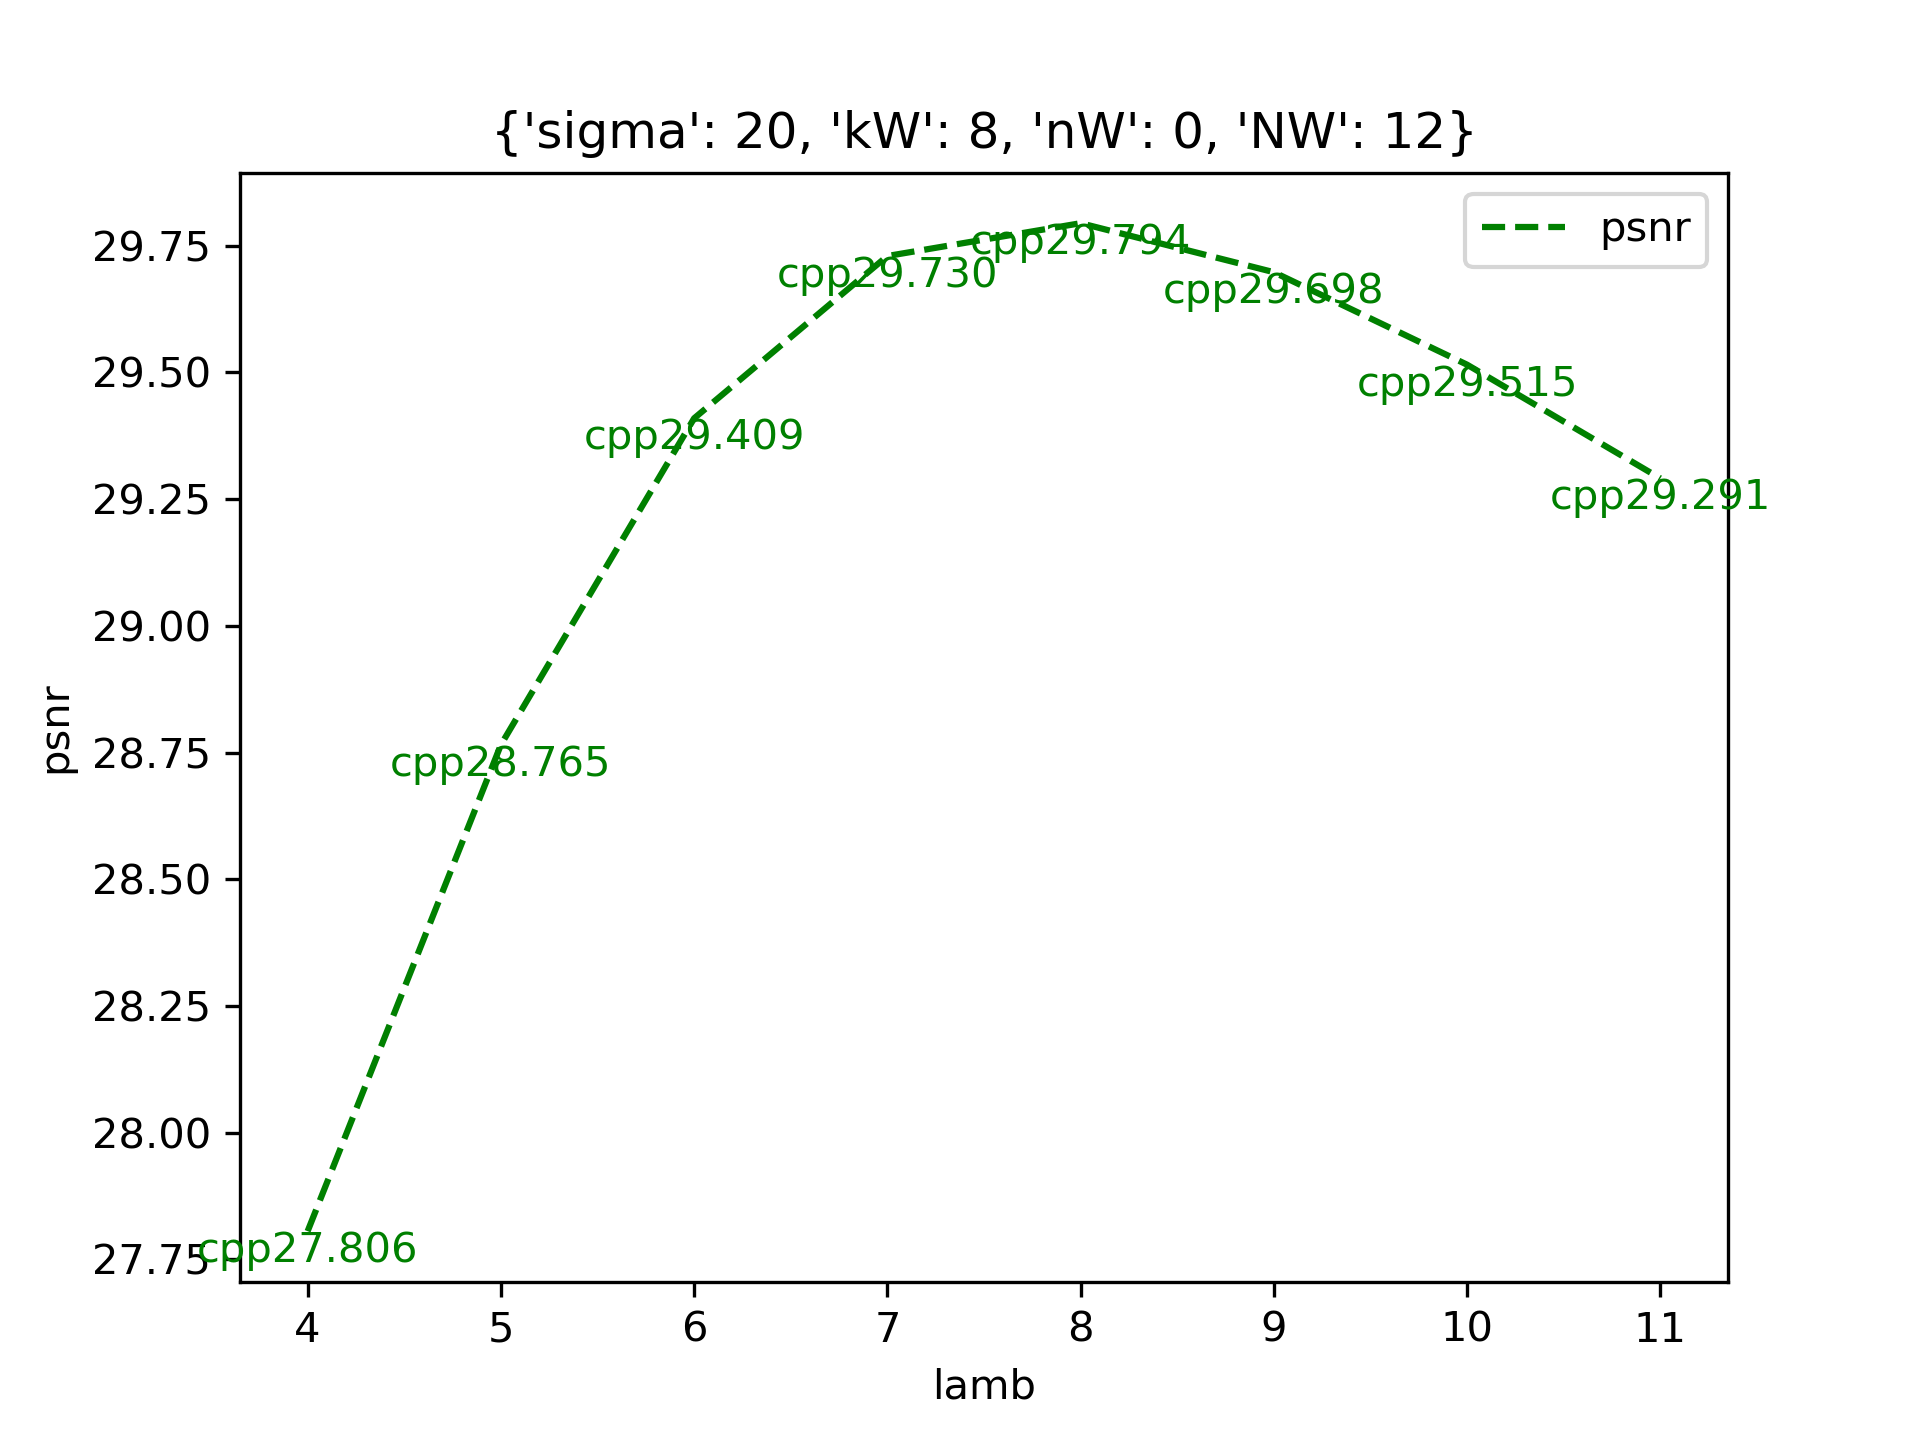 {'sigma': 20, 'kW': 8, 'nW': 0, 'NW': 12}
psnr
29.75
29.50
29.25
29.00
28.75
28.50
28.25
28.00
27.75
psnr
cpp27.806
cpp28.765
cpp29.409
cpp29.730
cpp29.794
cpp29.698
cpp29.515
cpp29.291
4 5 6 7 8 9 10 11
lamb